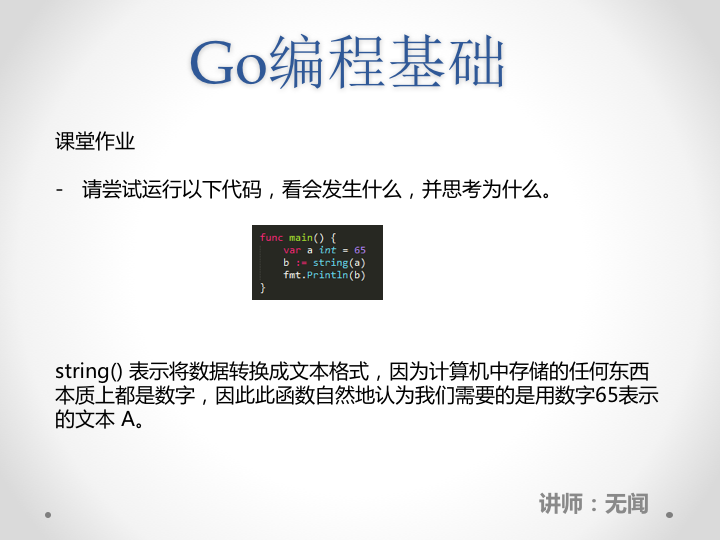 Go编程基础
课堂作业
- 请尝试运行以下代码，看会发生什么，并思考为什么。
func main() {
    var a int = 65
    b := string(a)
    fmt.Println(b)
}
string() 表示将数据转换成文本格式，因为计算机中存储的任何东西
本质上都是数字，因此此函数自然地认为我们需要的是用数字65表示
的文本 A。
讲师：无闻